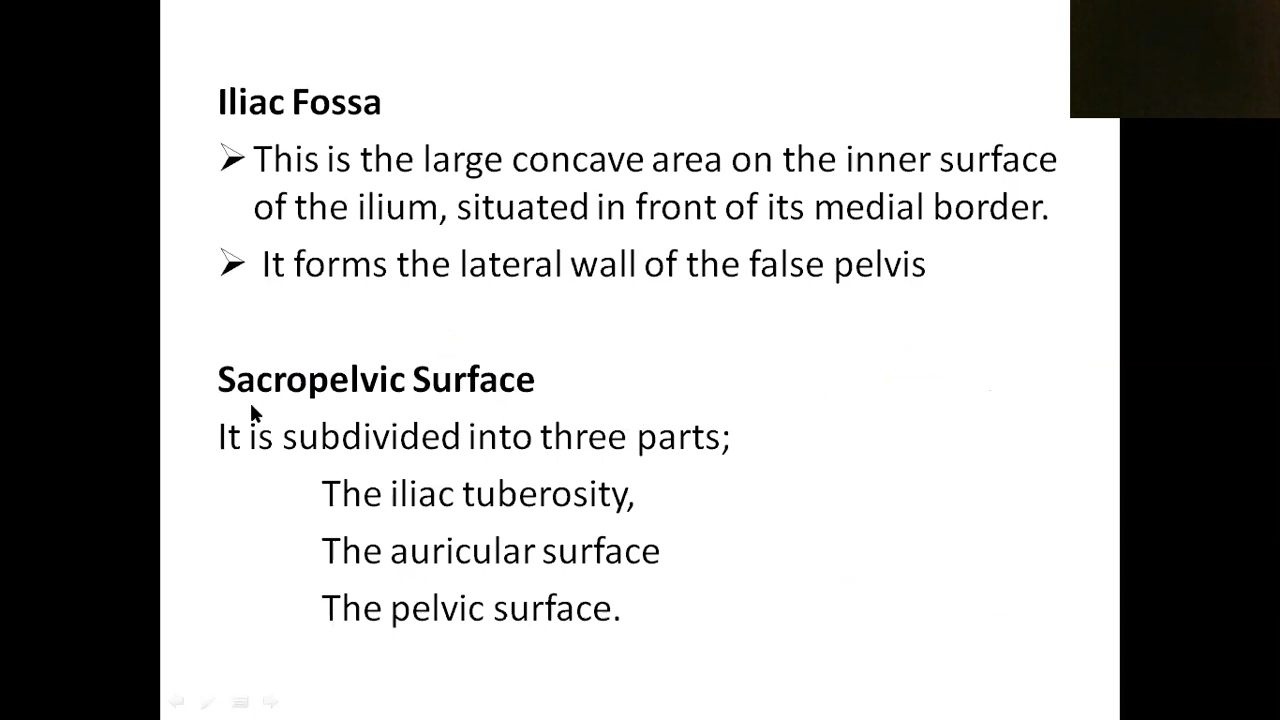 Iliac Fossa
➢ This is the large concave area on the inner surface
of the ilium, situated in front of its medial border.
➢ It forms the lateral wall of the false pelvis
Sacropelvic Surface
It is subdivided into three parts;
The iliac tuberosity,
The auricular surface
The pelvic surface.